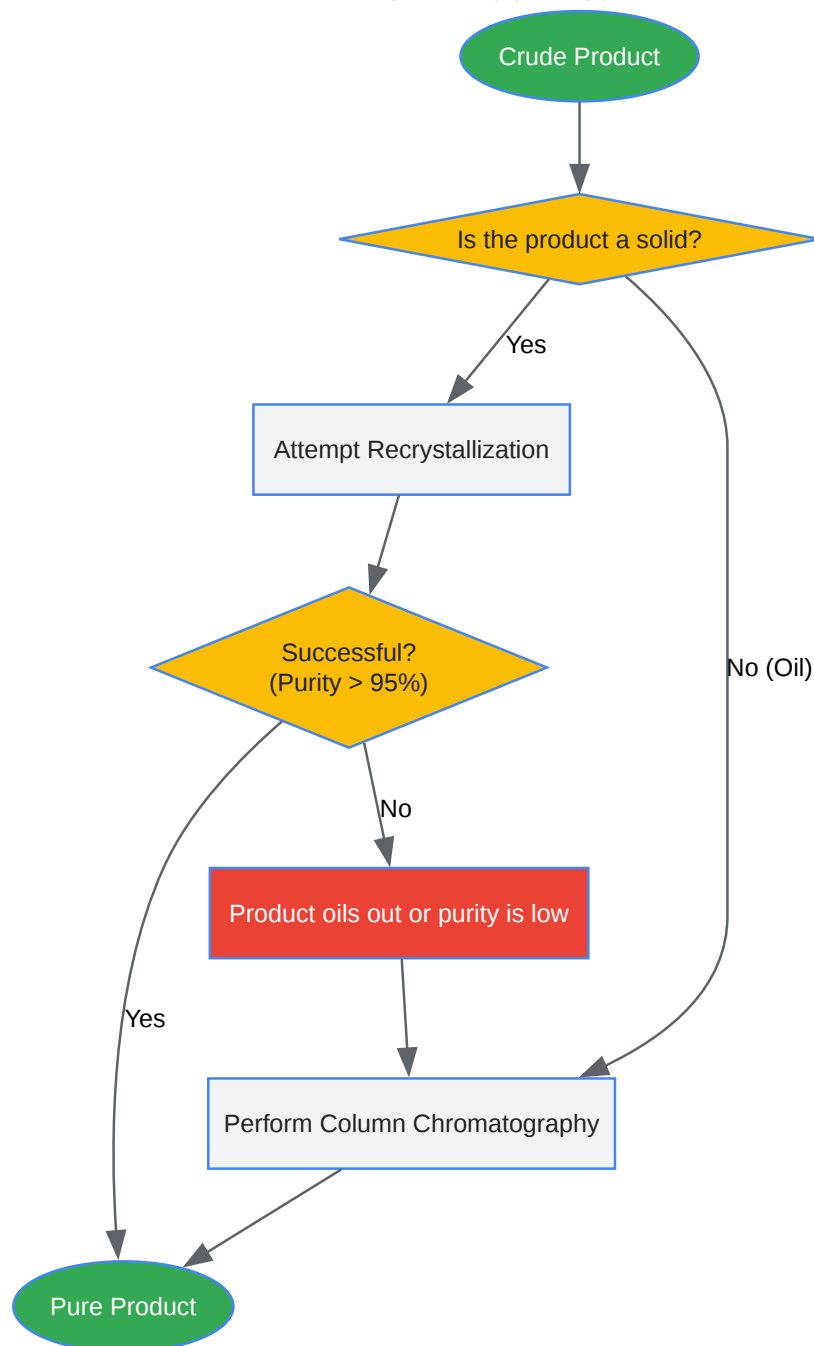 Crude Product
Is the product a solid?
Yes
Attempt Recrystallization
Successful?
(Purity > 95%)
No (Oil)
No
Product oils out or purity is low
Yes
Perform Column Chromatography
Pure Product